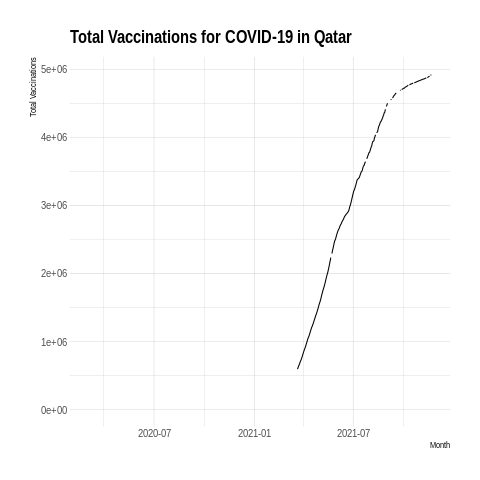 Total Vaccinations for COVID-19 in Qatar
Total Vaccinations
5e+06
4e+06
3e+06
2e+06
1e+06
0e+00
2020-07
2021-01
2021-07
Month